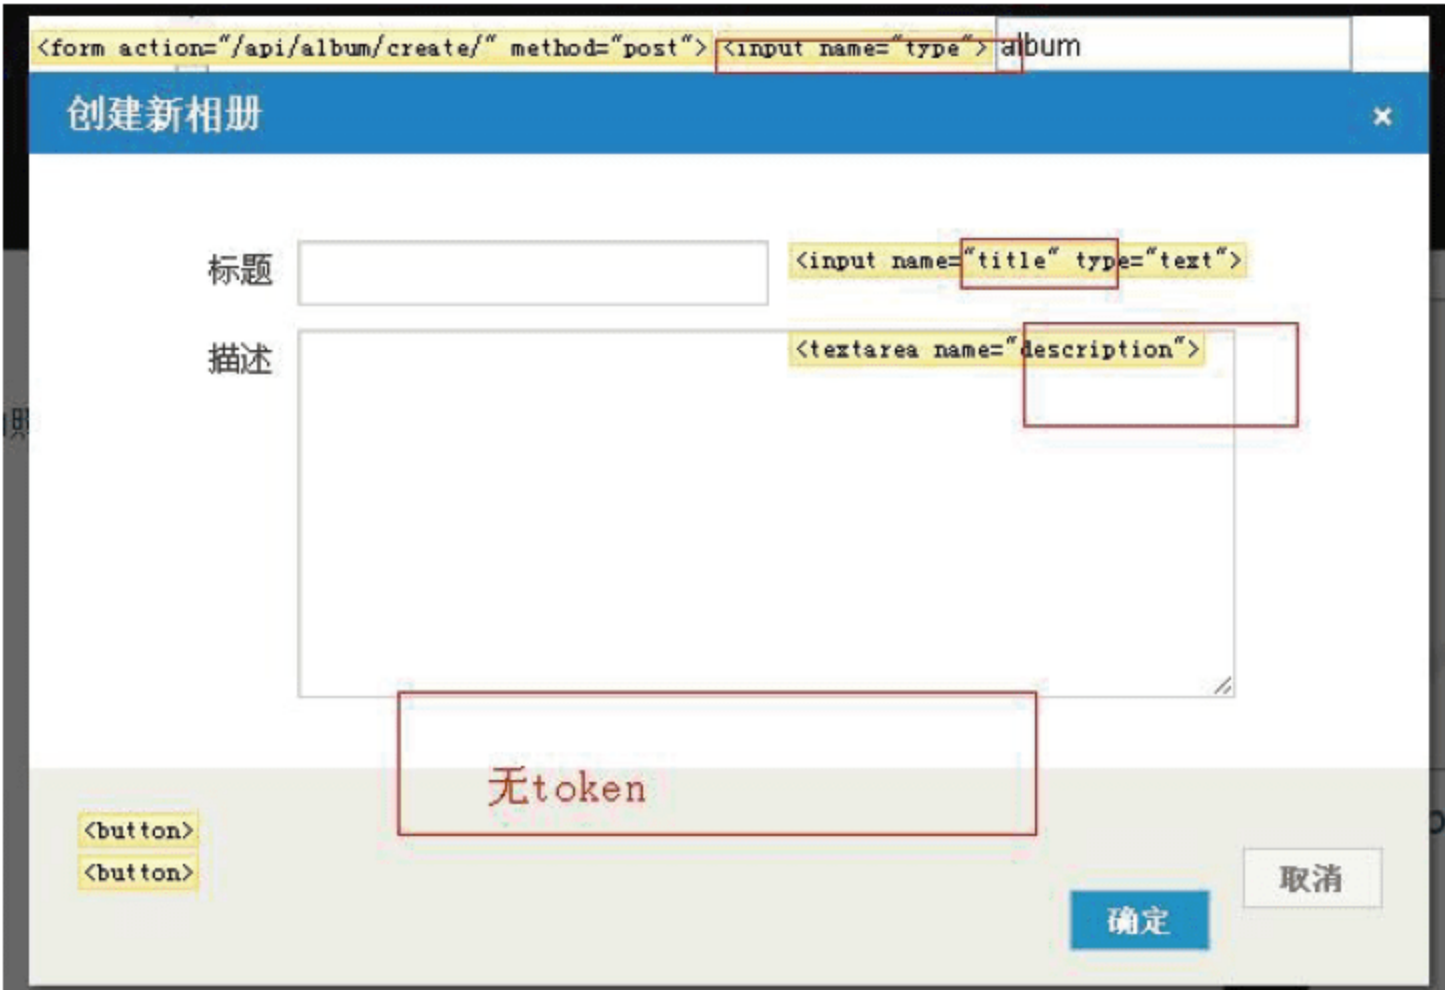 <form action="/api/album/create/" method="post"> <input name="type"> album
创建新相册 ×
标题 <input name="title" type="text">
描述 <textarea name="description">
无token
<button>
<button>
取消
确定